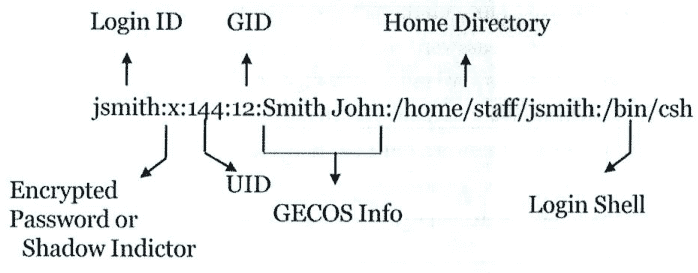 Login ID GID Home Directory
jsmith:x:144:12:Smith John:/home/staff/jsmith:/bin/csh
Encrypted
Password or
Shadow Indictor
UID
GECOS Info
Login Shell